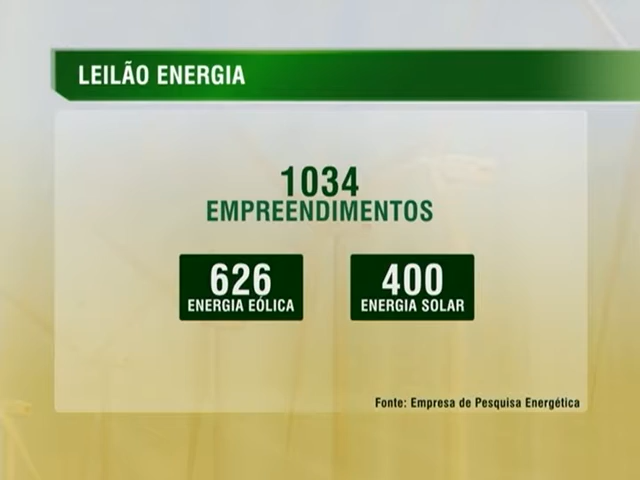 LEILÃO ENERGIA
1034
EMPREENDIMENTOS
626
ENERGIA EÓLICA
400
ENERGIA SOLAR
Fonte: Empresa de Pesquisa Energética